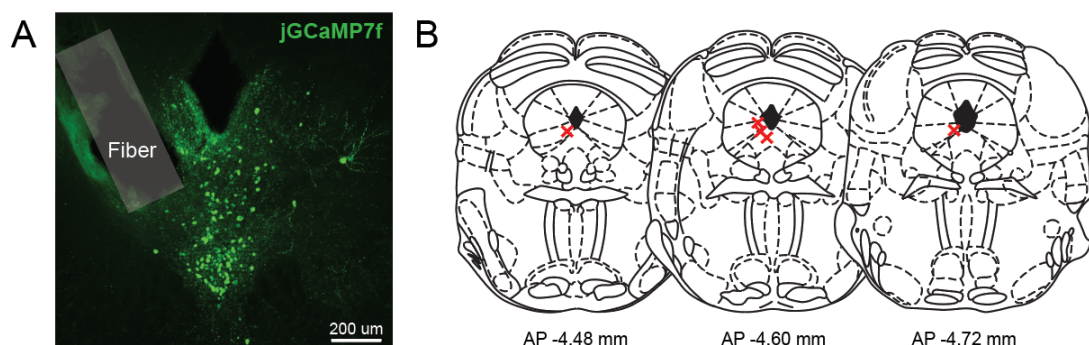 A
jGCaMP7f
Fiber
200 um
B
AP -4.48 mm
AP -4.60 mm
AP -4.72 mm